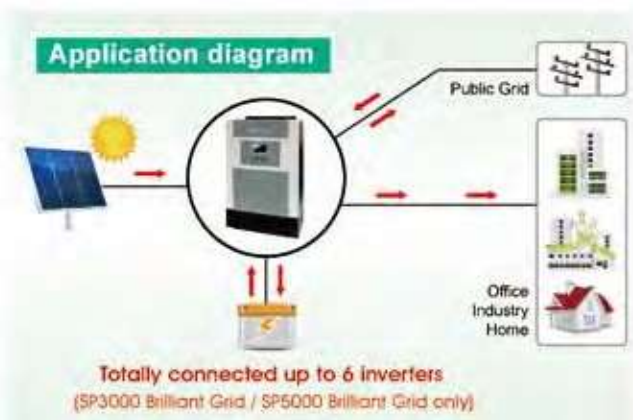 Application diagram
Public Grid
Office
Industry
Home
Totally connected up to 6 inverters
(SP3000 Brilliant Grid / SP5000 Brilliant Grid only)